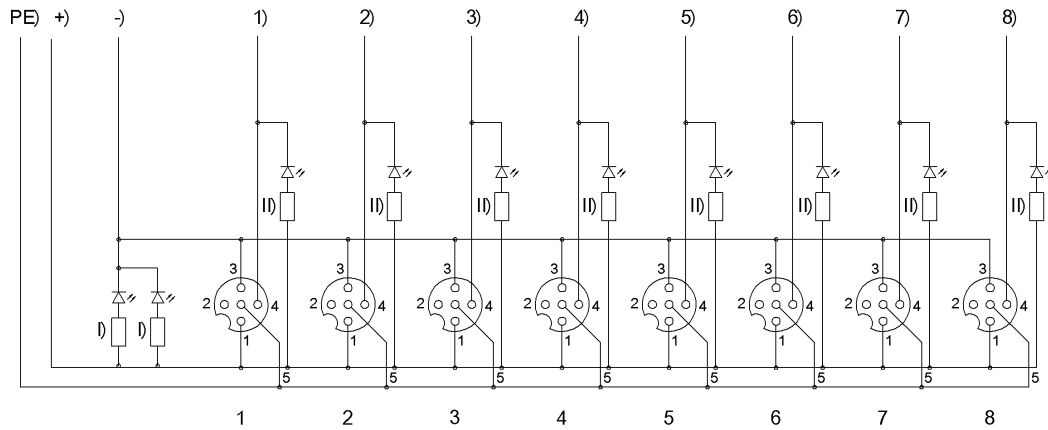 PE) +) -) 1) 2) 3) 4) 5) 6) 7) 8)
II) II) II) II) II) II) II) II)
3 3 3 3 3 3 3 3
2 4 2 4 2 4 2 4 2 4 2 4 2 4 2 4
I) I)
1 1 1 1 1 1 1 1
5 5 5 5 5 5 5 5
1 2 3 4 5 6 7 8